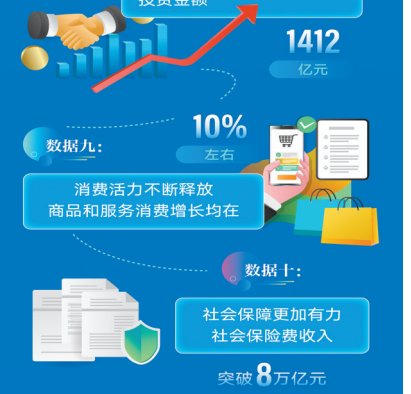 投资金额
1412
亿元
10%
左右
数据九：
消费活力不断释放
商品和服务消费增长均在
数据十：
社会保障更加有力
社会保险费收入
突破8万亿元